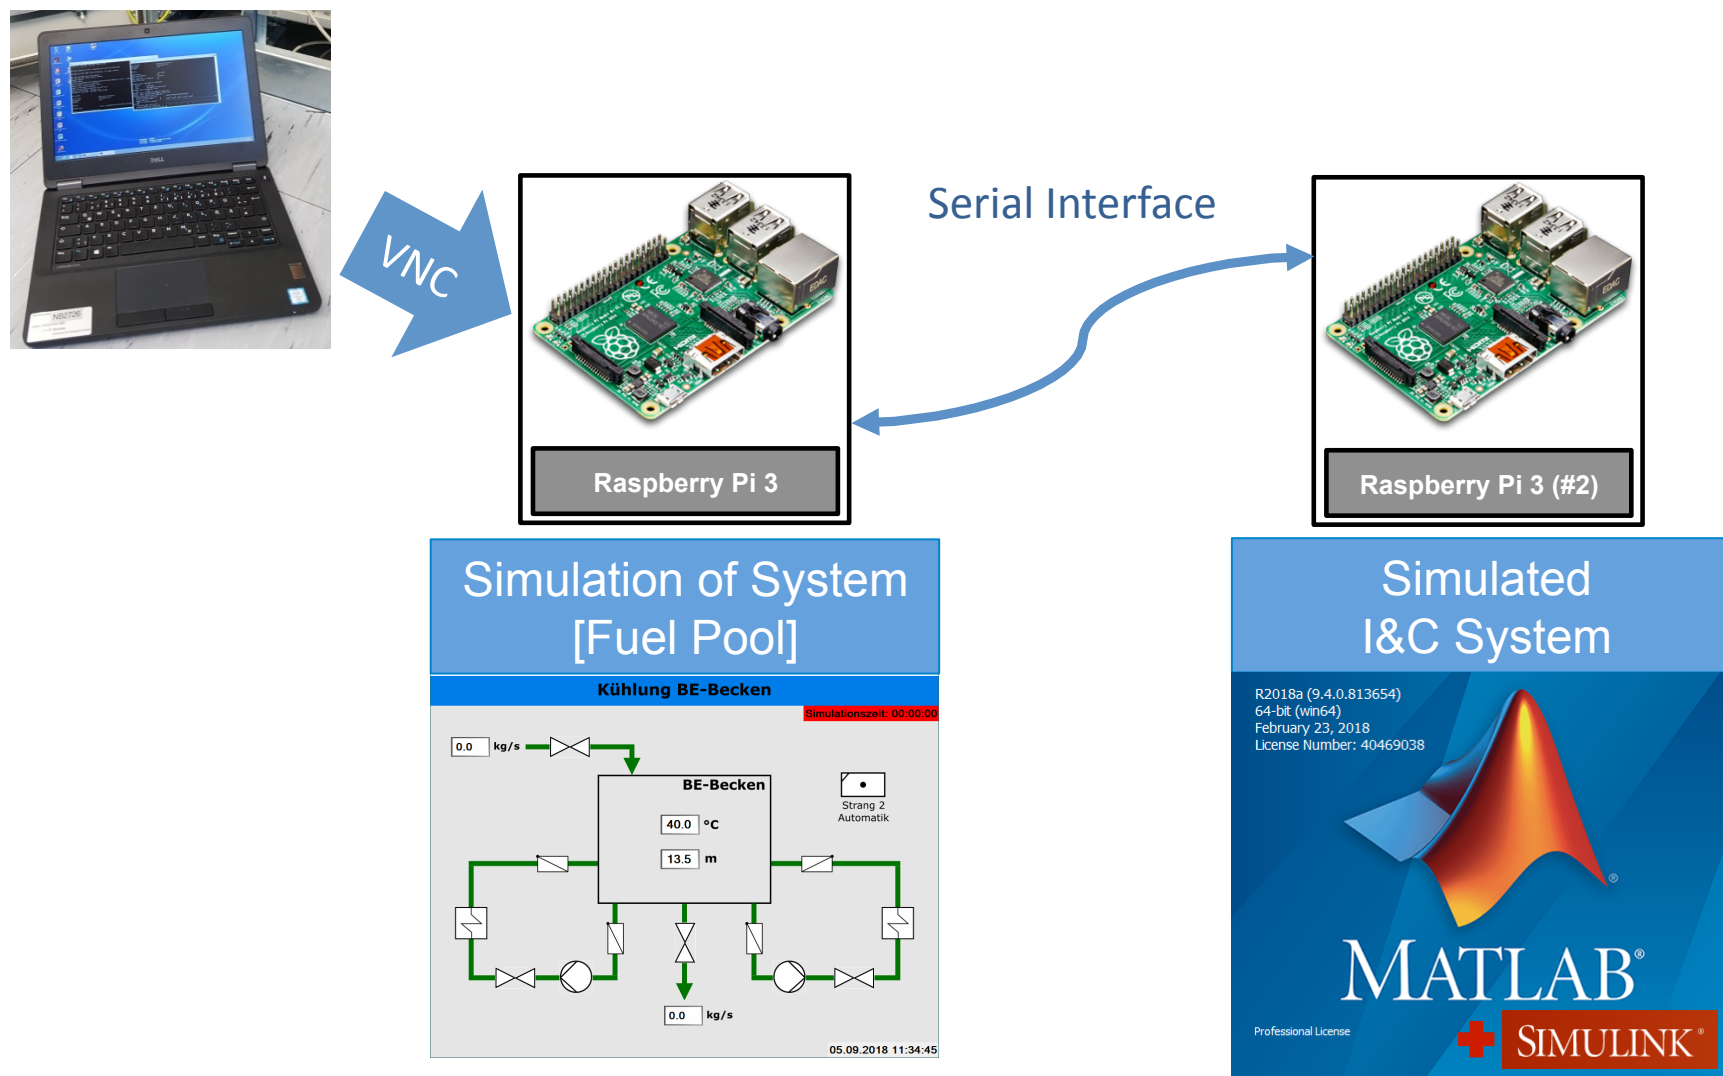 DELL
NB2726
VNC
Serial Interface
Raspberry Pi 3
Raspberry Pi 3 (#2)
Simulation of System
[Fuel Pool]
Kühlung BE-Becken
Simulationszeit: 00:00:00
0.0 kg/s
BE-Becken
40.0 °C
13.5 m
Strang 2
Automatik
0.0 kg/s
05.09.2018 11:34:45
Simulated
I&C System
R2018a (9.4.0.813654)
64-bit (win64)
February 23, 2018
License Number: 40469038
®
MATLAB®
Professional License
SIMULINK®